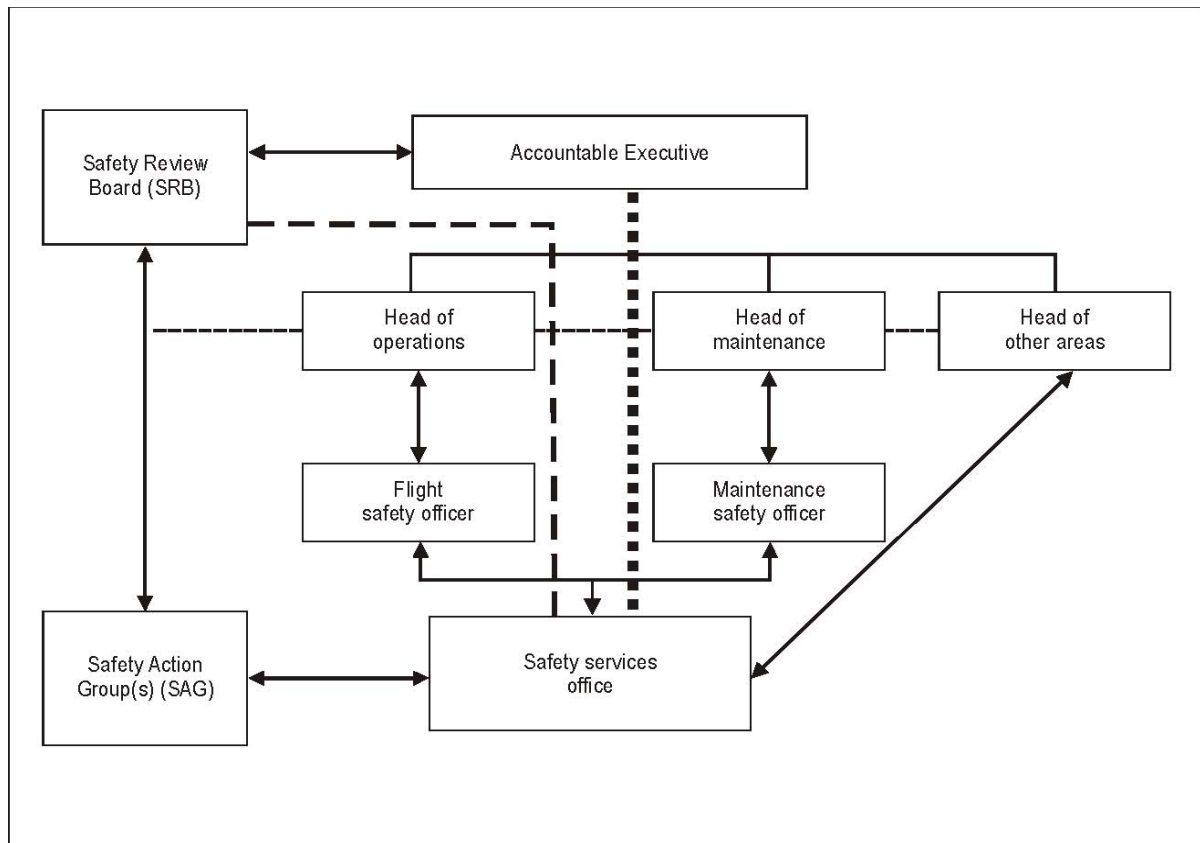 Safety Review
Board (SRB)
Accountable Executive
Head of
operations
Head of
maintenance
Head of
other areas
Flight
safety officer
Maintenance
safety officer
Safety Action
Group(s) (SAG)
Safety services
office